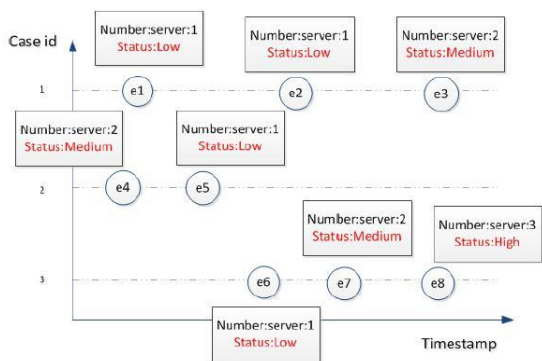 Case id
Number:server:1
Status:Low
Number:server:1
Status:Low
Number:server:2
Status:Medium
1
e1
e2
e3
Number:server:2
Status:Medium
Number:server:1
Status:Low
2
e4
e5
Number:server:2
Status:Medium
Number:server:3
Status:High
3
e6
e7
e8
Number:server:1
Status:Low
Timestamp